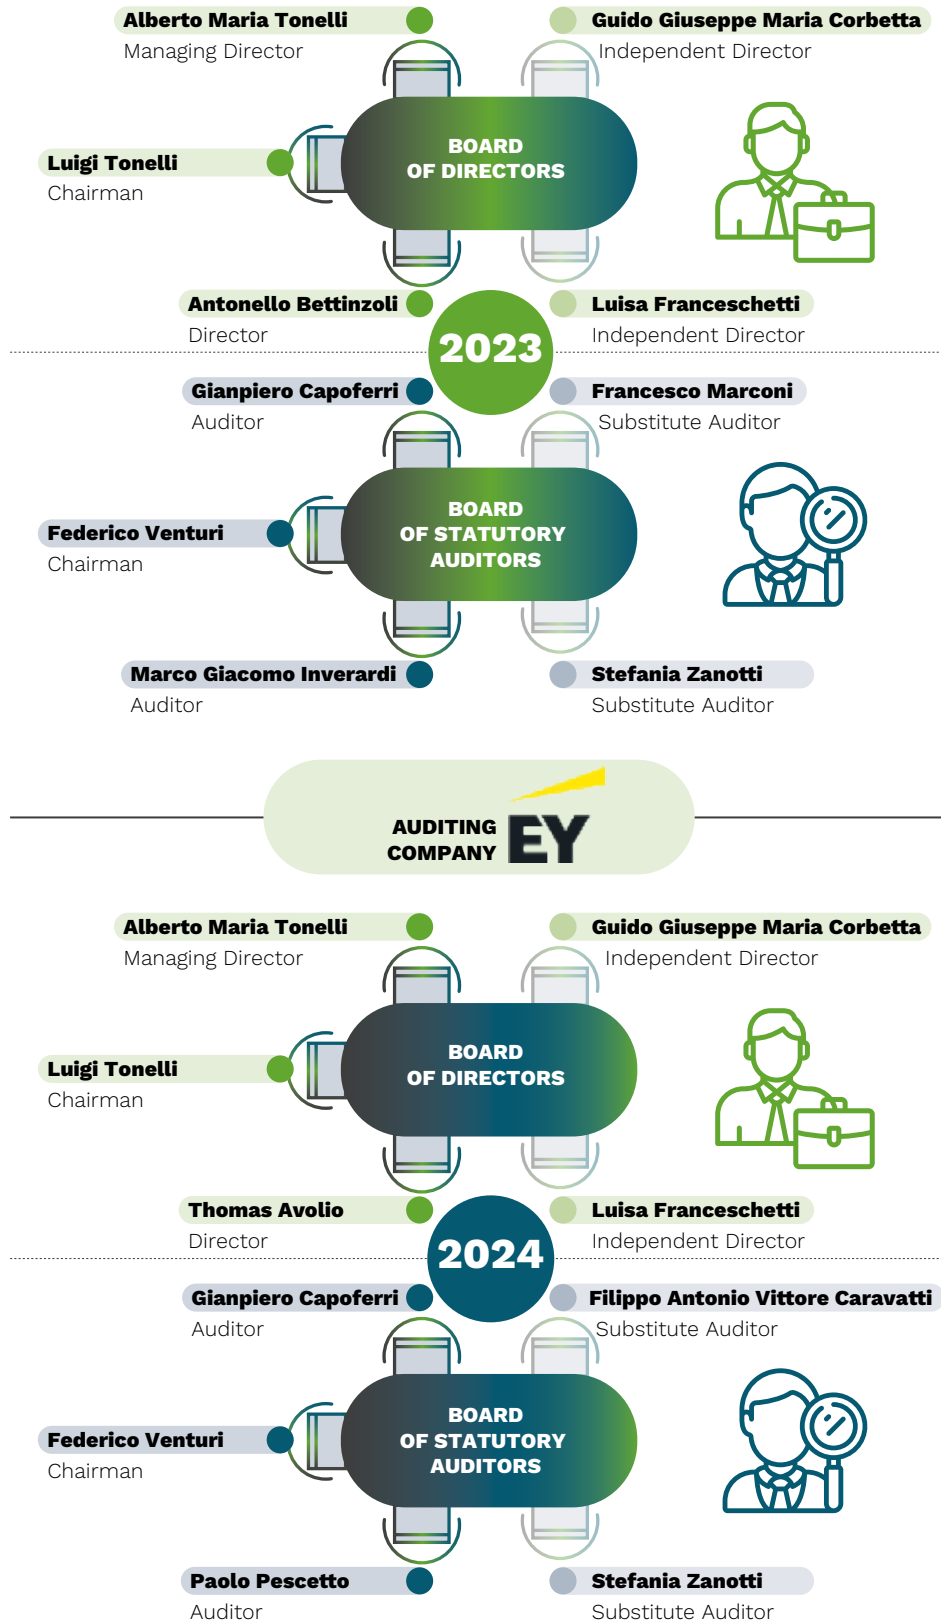 Alberto Maria Tonelli
Managing Director
Guido Giuseppe Maria Corbetta
Independent Director
Luigi Tonelli
Chairman
BOARD
OF DIRECTORS
Antonello Bettinzoli
Director
Luisa Franceschetti
Independent Director
2023
Gianpiero Capoferri
Auditor
Francesco Marconi
Substitute Auditor
Federico Venturi
Chairman
BOARD
OF STATUTORY
AUDITORS
Marco Giacomo Inverardi
Auditor
Stefania Zanotti
Substitute Auditor
AUDITING
COMPANY
EY
Alberto Maria Tonelli
Managing Director
Guido Giuseppe Maria Corbetta
Independent Director
Luigi Tonelli
Chairman
BOARD
OF DIRECTORS
Thomas Avolio
Director
Luisa Franceschetti
Independent Director
2024
Gianpiero Capoferri
Auditor
Filippo Antonio Vittore Caravatti
Substitute Auditor
Federico Venturi
Chairman
BOARD
OF STATUTORY
AUDITORS
Paolo Pescetto
Auditor
Stefania Zanotti
Substitute Auditor